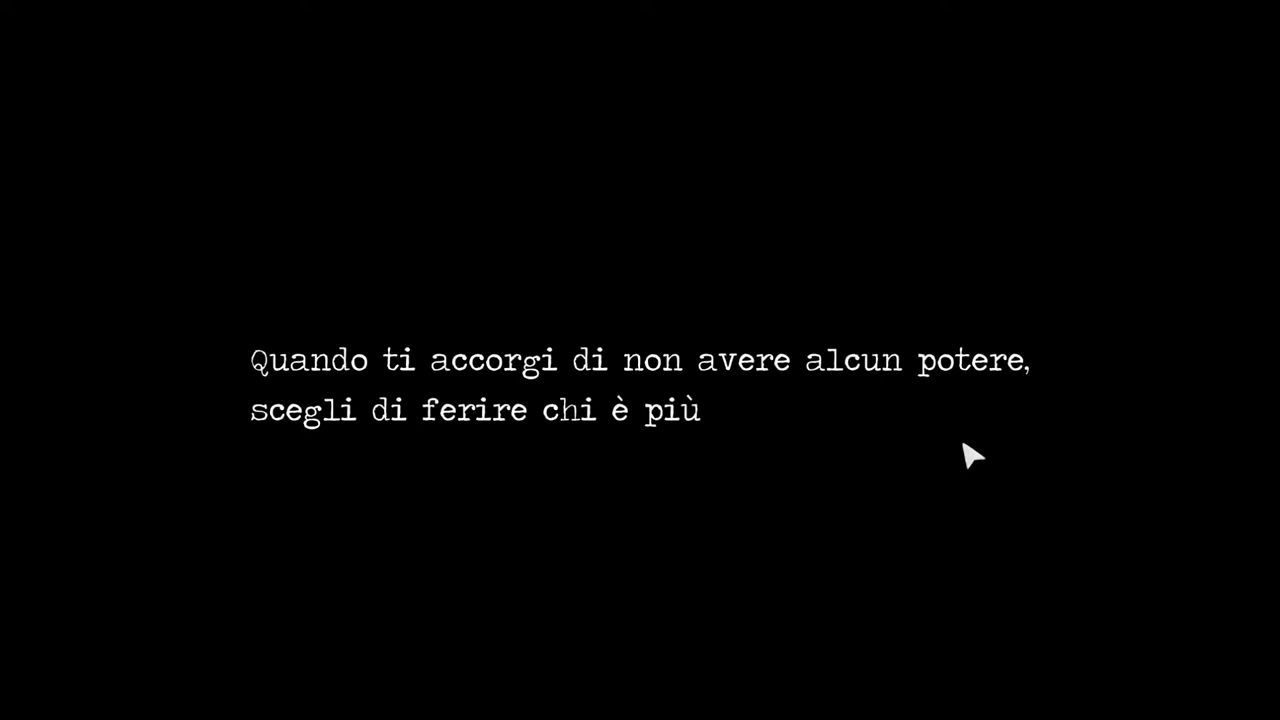 Quando ti accorgi di non avere alcun potere,
scegli di ferire chi è più